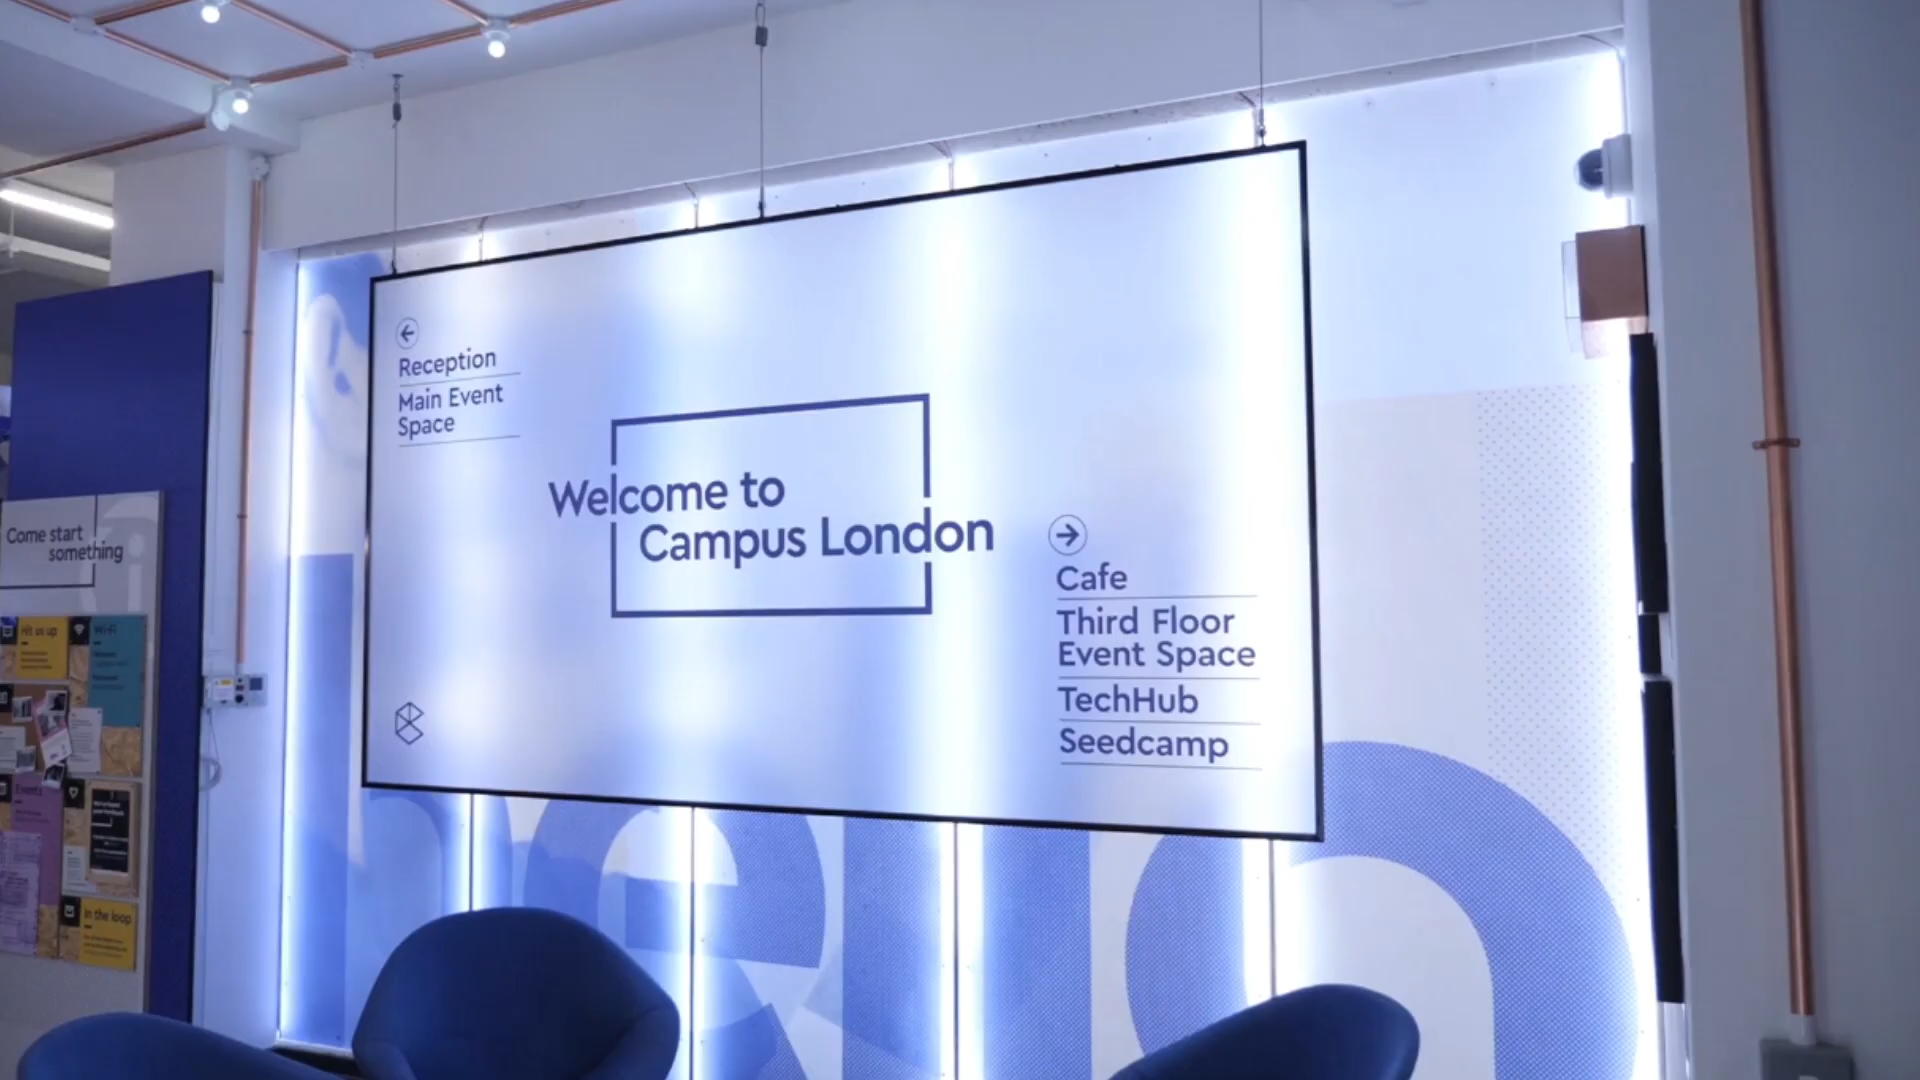 Reception
Main Event
Space
Welcome to
Campus London
Cafe
Third Floor
Event Space
TechHub
Seedcamp
Come start
something
Hit us up
Wi-Fi
Events
In the loop
hello